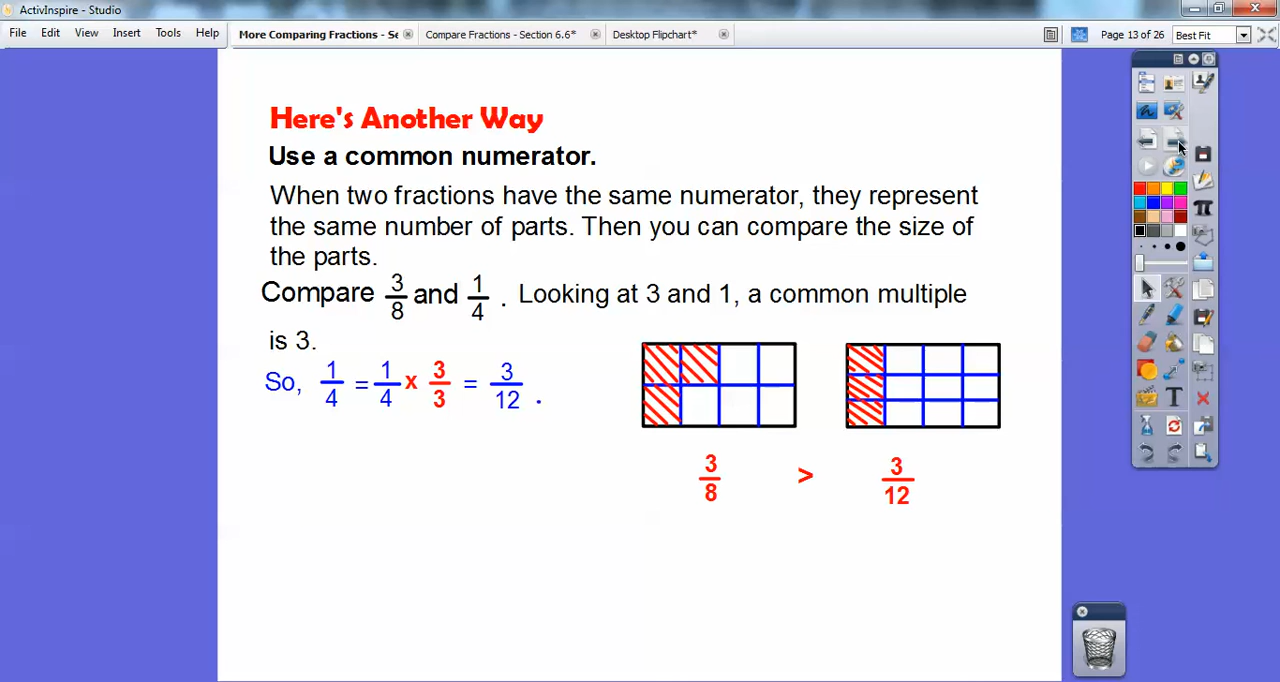 ActivInspire - Studio
File Edit View Insert Tools Help
More Comparing Fractions - Se
Compare Fractions - Section 6.6*
Desktop Flipchart*
Page 13 of 26
Best Fit
Here's Another Way
Use a common numerator.
When two fractions have the same numerator, they represent
the same number of parts. Then you can compare the size of
the parts.
Compare 3/8 and 1/4 . Looking at 3 and 1, a common multiple
is 3.
So, 1/4 = 1/4 x 3/3 = 3/12 .
3/8 > 3/12